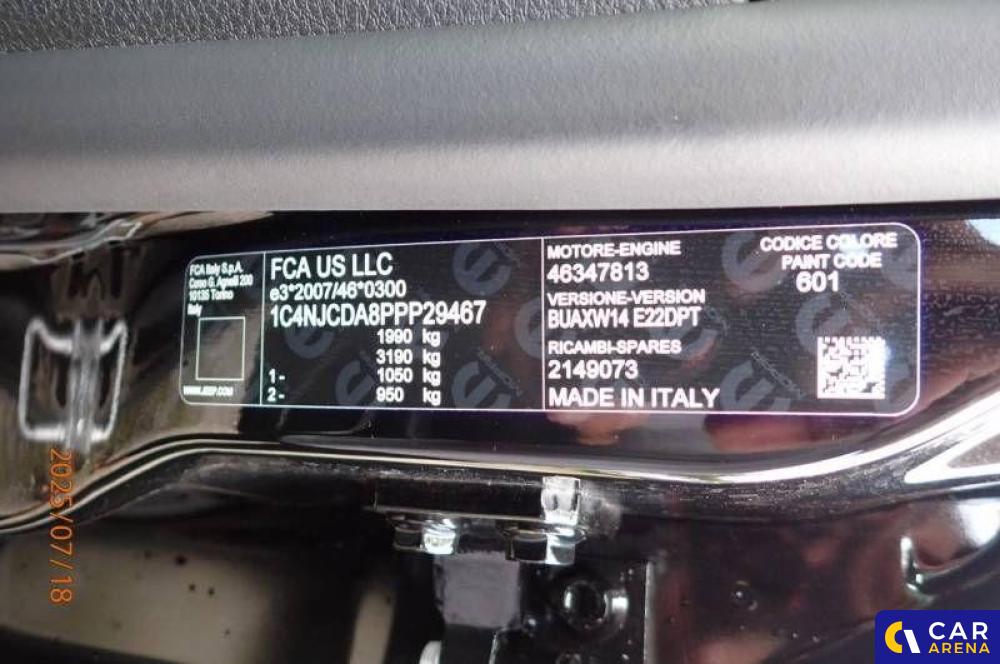 FCA Italy S.p.A.
Corso G. Agnelli 200
10135 Torino
Italy
WWW.JEEP.COM
FCA US LLC
e3*2007/46*0300
1C4NJCDA8PPP29467
1990 kg
3190 kg
1- 1050 kg
2- 950 kg
MOTORE-ENGINE
46347813
VERSIONE-VERSION
BUAXW14 E22DPT
RICAMBI-SPARES
2149073
MADE IN ITALY
CODICE COLORE
PAINT CODE
601
2025/07/18
CAR
ARENA